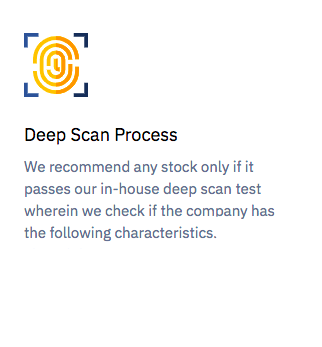 Deep Scan Process
We recommend any stock only if it
passes our in-house deep scan test
wherein we check if the company has
the following characteristics.